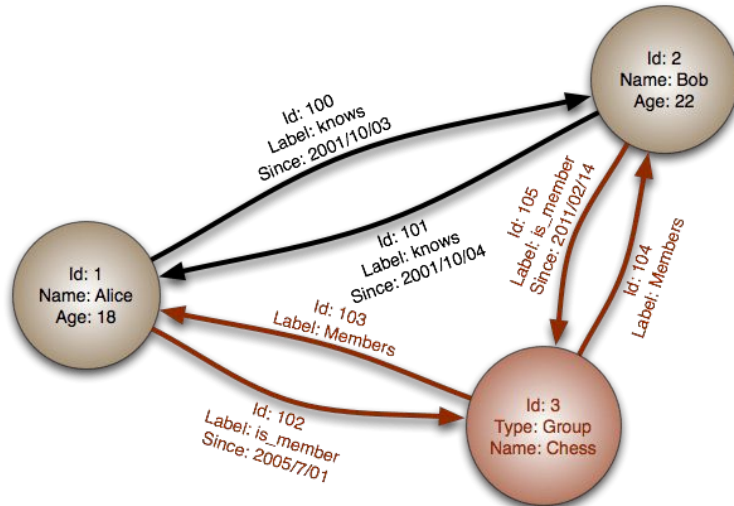 Id: 2
Name: Bob
Age: 22
Id: 100
Label: knows
Since: 2001/10/03
Id: 101
Label: knows
Since: 2001/10/04
Id: 105
Label: is_member
Since: 2011/02/14
Id: 104
Label: Members
Id: 1
Name: Alice
Age: 18
Id: 103
Label: Members
Id: 102
Label: is_member
Since: 2005/7/01
Id: 3
Type: Group
Name: Chess